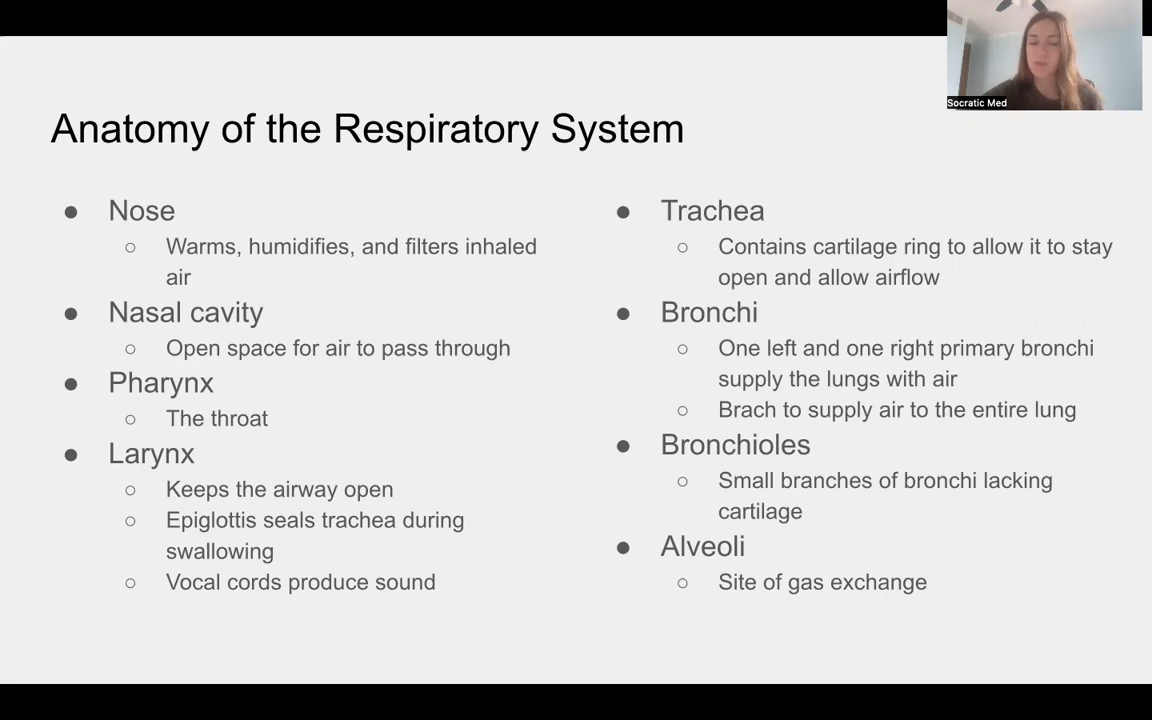 Socratic Med
Anatomy of the Respiratory System
● Nose
○ Warms, humidifies, and filters inhaled
air
● Nasal cavity
○ Open space for air to pass through
● Pharynx
○ The throat
● Larynx
○ Keeps the airway open
○ Epiglottis seals trachea during
swallowing
○ Vocal cords produce sound
● Trachea
○ Contains cartilage ring to allow it to stay
open and allow airflow
● Bronchi
○ One left and one right primary bronchi
supply the lungs with air
○ Brach to supply air to the entire lung
● Bronchioles
○ Small branches of bronchi lacking
cartilage
● Alveoli
○ Site of gas exchange